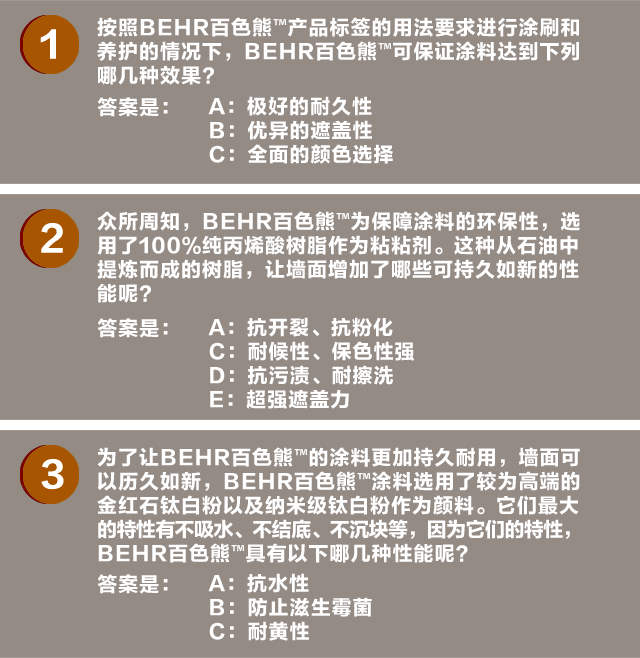 1
按照BEHR百色熊™产品标签的用法要求进行涂刷和
养护的情况下，BEHR百色熊™可保证涂料达到下列
哪几种效果？
答案是： A：极好的耐久性
B：优异的遮盖性
C：全面的颜色选择
2
众所周知，BEHR百色熊™为保障涂料的环保性，选
用了100%纯丙烯酸树脂作为粘粘剂。这种从石油中
提炼而成的树脂，让墙面增加了哪些可持久如新的性
能呢？
答案是： A：抗开裂、抗粉化
C：耐候性、保色性强
D：抗污渍、耐擦洗
E：超强遮盖力
3
为了让BEHR百色熊™的涂料更加持久耐用，墙面可
以历久如新，BEHR百色熊™涂料选用了较为高端的
金红石钛白粉以及纳米级钛白粉作为颜料。它们最大
的特性有不吸水、不结底、不沉块等，因为它们的特性，
BEHR百色熊™具有以下哪几种性能呢？
答案是： A：抗水性
B：防止滋生霉菌
C：耐黄性